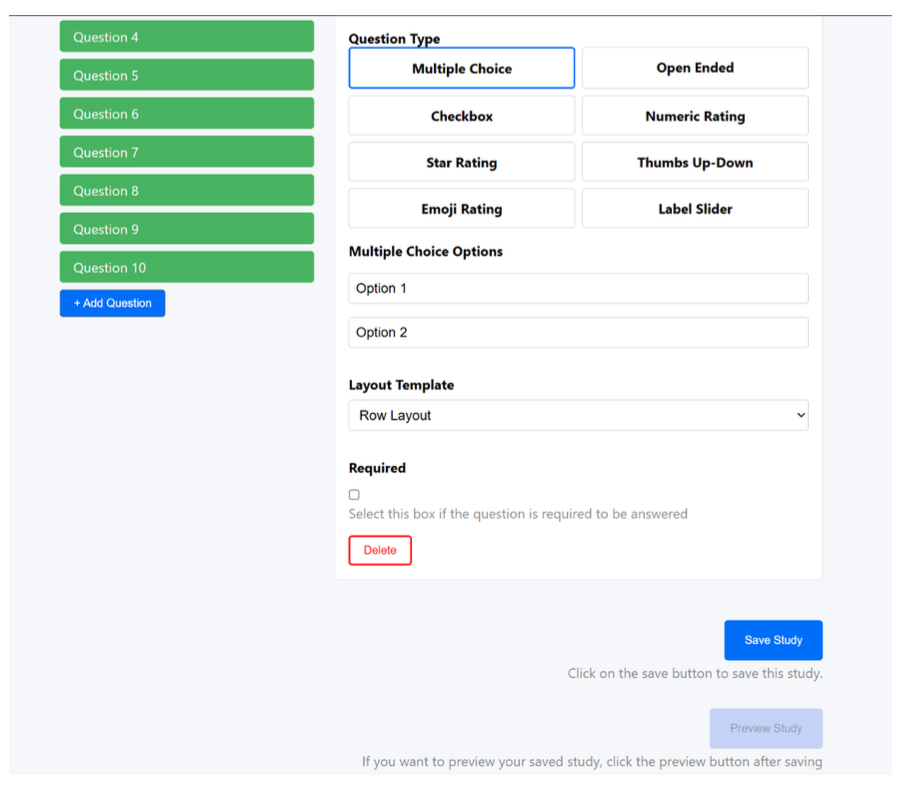 Question 4
Question 5
Question 6
Question 7
Question 8
Question 9
Question 10
+ Add Question
Question Type
Multiple Choice
Open Ended
Checkbox
Numeric Rating
Star Rating
Thumbs Up-Down
Emoji Rating
Label Slider
Multiple Choice Options
Option 1
Option 2
Layout Template
Row Layout
Required
Select this box if the question is required to be answered
Delete
Save Study
Click on the save button to save this study.
Preview Study
If you want to preview your saved study, click the preview button after saving